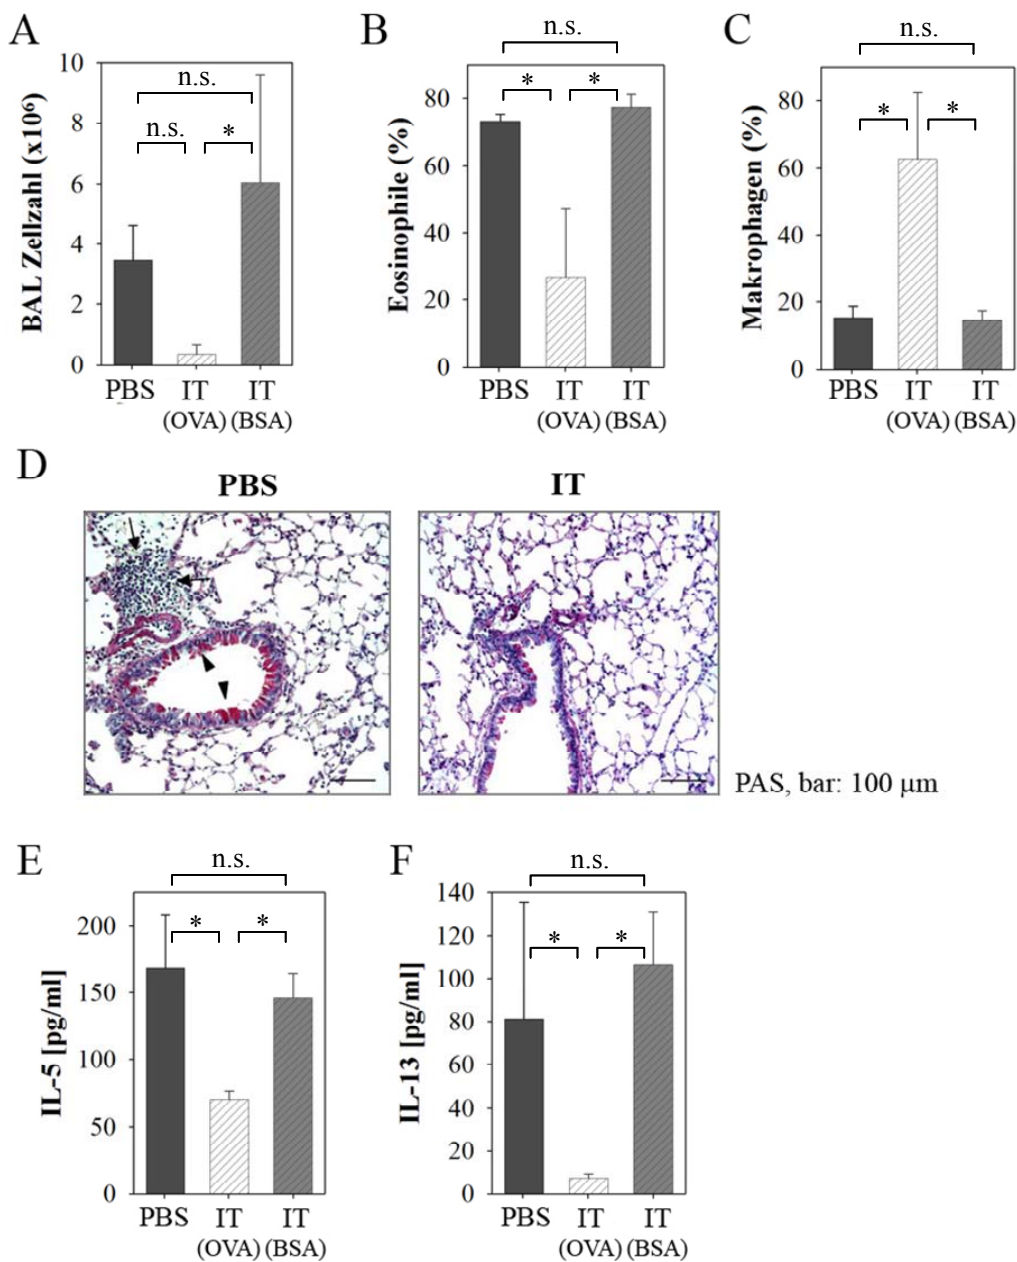 A
BAL Zellzahl (x10⁶)
10
8
6
4
2
0
n.s.
n.s.
*
PBS IT IT
(OVA) (BSA)
B
Eosinophile (%)
80
60
40
20
0
n.s.
* *
PBS IT IT
(OVA) (BSA)
C
Makrophagen (%)
80
60
40
20
0
n.s.
* *
PBS IT IT
(OVA) (BSA)
D
PBS IT
PAS, bar: 100 µm
E
IL-5 [pg/ml]
200
150
100
50
0
n.s.
* *
PBS IT IT
(OVA) (BSA)
F
IL-13 [pg/ml]
140
120
100
80
60
40
20
0
n.s.
* *
PBS IT IT
(OVA) (BSA)